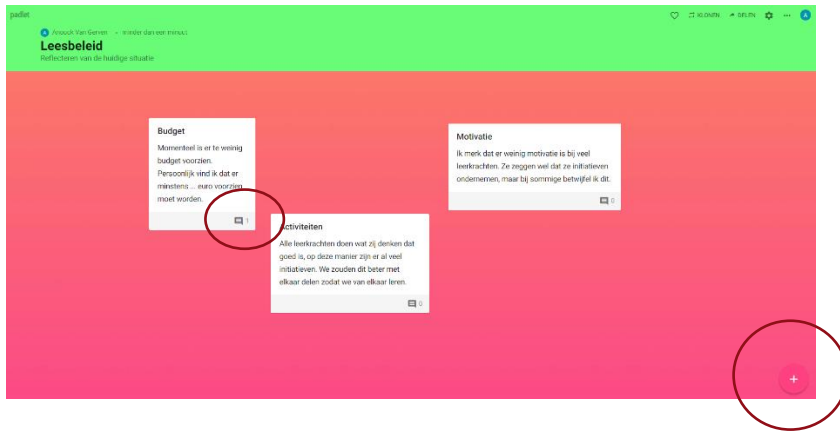 padlet
KLONEN DELEN
Anouck Van Gerven • minder dan een minuut
Leesbeleid
Reflecteren van de huidige situatie
Budget
Momenteel is er te weinig
budget voorzien.
Persoonlijk vind ik dat er
minstens ... euro voorzien
moet worden.
1
Motivatie
Ik merk dat er weinig motivatie is bij veel
leerkrachten. Ze zeggen wel dat ze initiatieven
ondernemen, maar bij sommige betwijfel ik dit.
0
Activiteiten
Alle leerkrachten doen wat zij denken dat
goed is, op deze manier zijn er al veel
initiatieven. We zouden dit beter met
elkaar delen zodat we van elkaar leren.
0